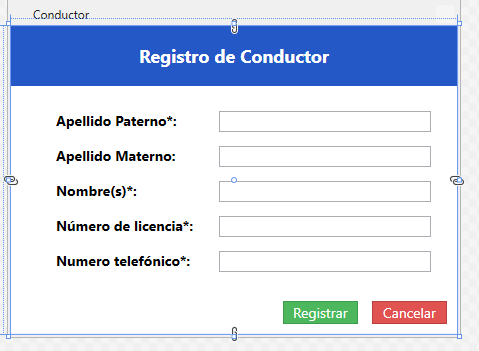 Conductor
Registro de Conductor
Apellido Paterno*:
Apellido Materno:
Nombre(s)*:
Número de licencia*:
Numero telefónico*:
Registrar Cancelar